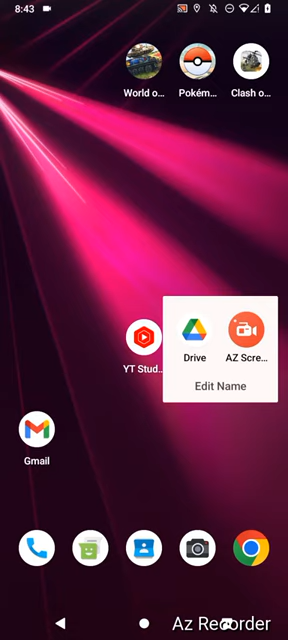 8:43
World o...
Pokém...
Clash o...
YT Stud...
Drive
AZ Scre...
Edit Name
Gmail
Az Recorder